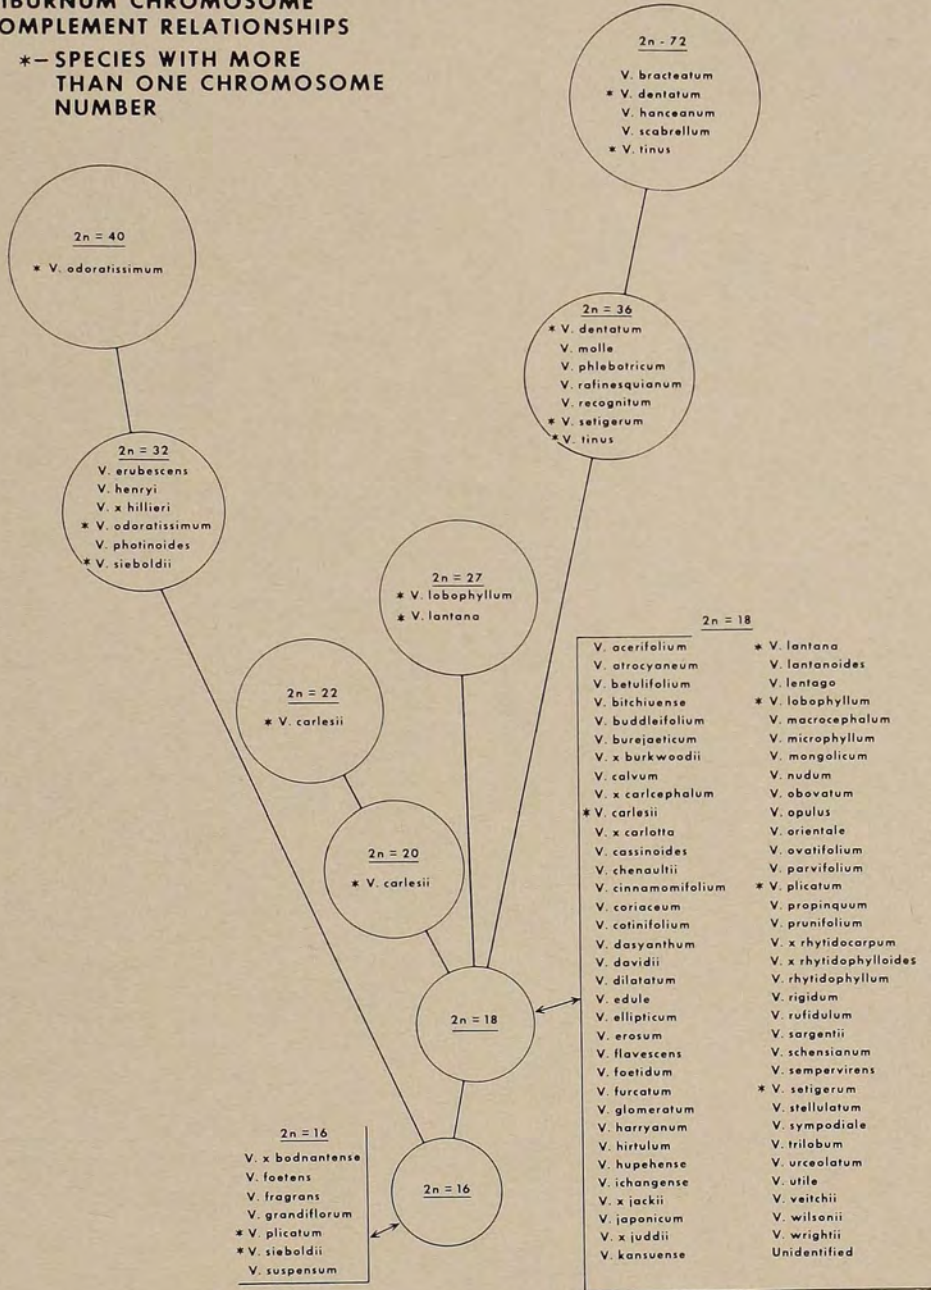 COMPLEMENT RELATIONSHIPS
*– SPECIES WITH MORE
THAN ONE CHROMOSOME
NUMBER
2n - 72
V. bracteatum
* V. dentatum
V. hanceanum
V. scabrellum
* V. tinus
2n = 40
* V. odoratissimum
2n = 36
* V. dentatum
V. molle
V. phlebotricum
V. rafinesquianum
V. recognitum
* V. setigerum
* V. tinus
2n = 32
V. erubescens
V. henryi
V. x hillieri
* V. odoratissimum
V. photinoides
* V. sieboldii
2n = 27
* V. lobophyllum
* V. lantana
2n = 22
* V. carlesii
2n = 20
* V. carlesii
2n = 18
2n = 18
V. acerifolium
V. atrocyaneum
V. betulifolium
V. bitchiuense
V. buddleifolium
V. burejaeticum
V. x burkwoodii
V. calvum
V. x carlcephalum
* V. carlesii
V. x carlotta
V. cassinoides
V. chenaultii
V. cinnamomifolium
V. coriaceum
V. cotinifolium
V. dasyanthum
V. davidii
V. dilatatum
V. edule
V. ellipticum
V. erosum
V. flavescens
V. foetidum
V. furcatum
V. glomeratum
V. harryanum
V. hirtulum
V. hupehense
V. ichangense
V. x jackii
V. japonicum
V. x juddii
V. kansuense
* V. lantana
V. lantanoides
V. lentago
* V. lobophyllum
V. macrocephalum
V. microphyllum
V. mongolicum
V. nudum
V. obovatum
V. opulus
V. orientale
V. ovatifolium
V. parvifolium
* V. plicatum
V. propinquum
V. prunifolium
V. x rhytidocarpum
V. x rhytidophylloides
V. rhytidophyllum
V. rigidum
V. rufidulum
V. sargentii
V. schensianum
V. sempervirens
* V. setigerum
V. stellulatum
V. sympodiale
V. trilobum
V. urceolatum
V. utile
V. veitchii
V. wilsonii
V. wrightii
Unidentified
2n = 16
V. x bodnantense
V. foetens
V. fragrans
V. grandiflorum
* V. plicatum
* V. sieboldii
V. suspensum
2n = 16